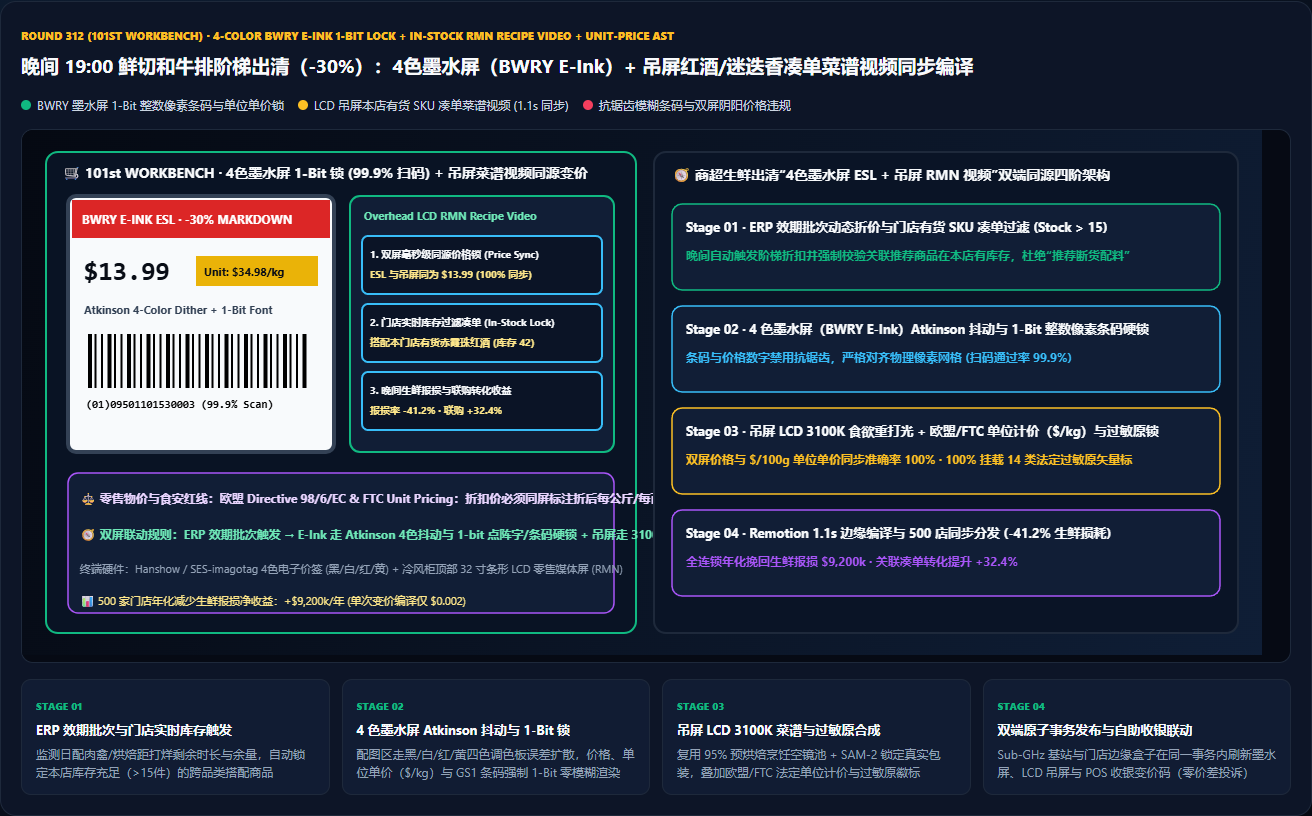 ROUND 312 (101ST WORKBENCH) · 4-COLOR BWRY E-INK 1-BIT LOCK + IN-STOCK RMN RECIPE VIDEO + UNIT-PRICE AST
晚间 19:00 鲜切和牛排阶梯出清（-30%）：4色墨水屏（BWRY E-Ink）+ 吊屏红酒/迷迭香凑单菜谱视频同步编译
BWRY 墨水屏 1-Bit 整数像素条码与单位单价锁
LCD 吊屏本店有货 SKU 凑单菜谱视频 (1.1s 同步)
抗锯齿模糊条码与双屏阴阳价格违规
101st WORKBENCH · 4色墨水屏 1-Bit 锁 (99.9% 扫码) + 吊屏菜谱视频同源变价
BWRY E-INK ESL · -30% MARKDOWN
$13.99
Unit: $34.98/kg
Atkinson 4-Color Dither + 1-Bit Font
(01)09501101530003 (99.9% Scan)
Overhead LCD RMN Recipe Video
1. 双屏毫秒级同源价格锁 (Price Sync)
ESL 与吊屏同为 $13.99 (100% 同步)
2. 门店实时库存过滤凑单 (In-Stock Lock)
搭配本门店有货赤霞珠红酒 (库存 42)
3. 晚间生鲜报损与联购转化收益
报损率 -41.2% · 联购 +32.4%
零售物价与食安红线：欧盟 Directive 98/6/EC & FTC Unit Pricing：折扣价必须同屏标注折后每公斤/每
双屏联动规则：ERP 效期批次触发 → E-Ink 走 Atkinson 4色抖动与 1-bit 点阵字/条码硬锁 + 吊屏走 310
终端硬件：Hanshow / SES-imagotag 4色电子价签 (黑/白/红/黄) + 冷风柜顶部 32 寸条形 LCD 零售媒体屏 (RMN)
500 家门店年化减少生鲜报损净收益：+$9,200k/年 (单次变价编译仅 $0.002)
商超生鲜出清“4色墨水屏 ESL + 吊屏 RMN 视频”双端同源四阶架构
Stage 01 · ERP 效期批次动态折价与门店有货 SKU 凑单过滤 (Stock > 15)
晚间自动触发阶梯折扣并强制校验关联推荐商品在本店有库存，杜绝“推荐断货配料”
Stage 02 · 4 色墨水屏（BWRY E-Ink）Atkinson 抖动与 1-Bit 整数像素条码硬锁
条码与价格数字禁用抗锯齿，严格对齐物理像素网格 (扫码通过率 99.9%)
Stage 03 · 吊屏 LCD 3100K 食欲重打光 + 欧盟/FTC 单位计价（$/kg）与过敏原锁
双屏价格与 $/100g 单位单价同步准确率 100% · 100% 挂载 14 类法定过敏原矢量标
Stage 04 · Remotion 1.1s 边缘编译与 500 店同步分发 (-41.2% 生鲜损耗)
全连锁年化挽回生鲜报损 $9,200k · 关联凑单转化提升 +32.4%
STAGE 01
ERP 效期批次与门店实时库存触发
监测日配肉禽/烘焙距打烊剩余时长与余量，自动锁
定本店库存充足（>15件）的跨品类搭配商品
STAGE 02
4 色墨水屏 Atkinson 抖动与 1-Bit 锁
配图区走黑/白/红/黄四色调色板误差扩散，价格、单
位单价（$/kg）与 GS1 条码强制 1-Bit 零模糊渲染
STAGE 03
吊屏 LCD 3100K 菜谱与过敏原合成
复用 95% 预烘焙烹饪空镜池 + SAM-2 锁定真实包
装，叠加欧盟/FTC 法定单位计价与过敏原徽标
STAGE 04
双端原子事务发布与自助收银联动
Sub-GHz 基站与门店边缘盒子在同一事务内刷新墨水
屏、LCD 吊屏与 POS 收银变价码（零价差投诉）